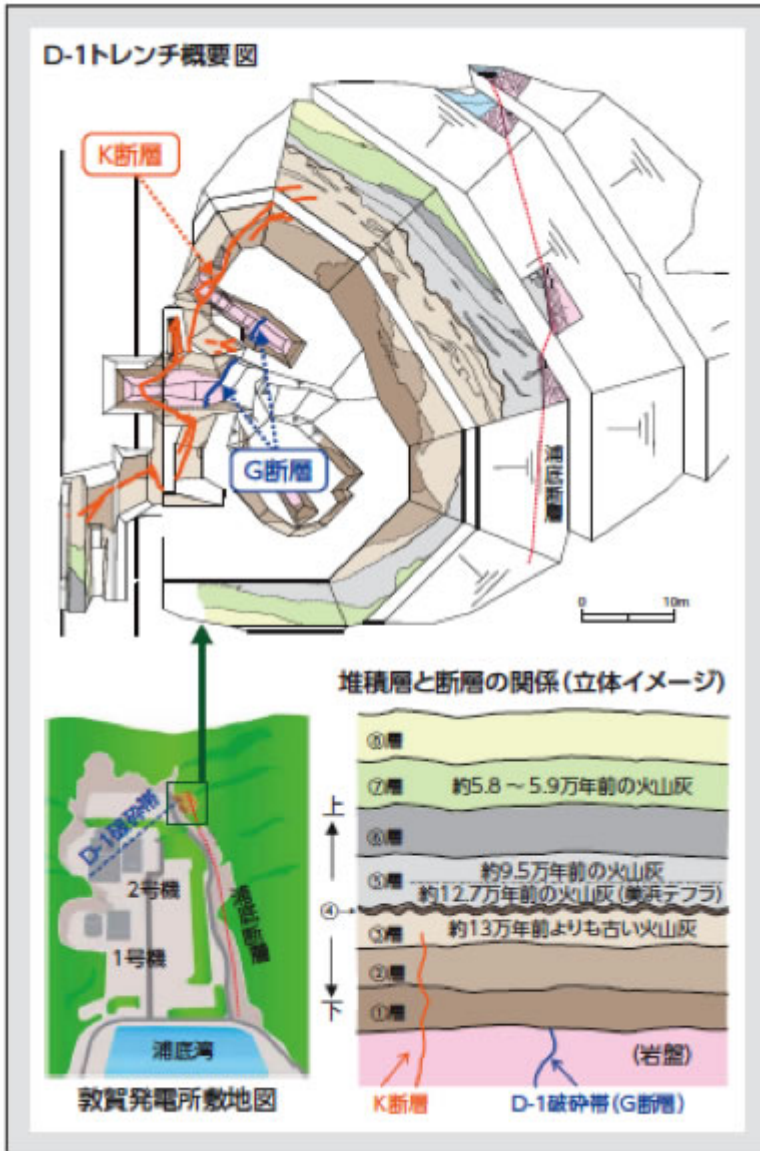 D-1トレンチ概要図
K断層
G断層
浦底断層
0 10m
堆積層と断層の関係(立体イメージ)
⑧層
⑦層 約5.8～5.9万年前の火山灰
上
⑥層
⑤層 約9.5万年前の火山灰
約12.7万年前の火山灰(美浜テフラ)
④
③層 約13万年前よりも古い火山灰
②層
下
①層
(岩盤)
K断層
D-1破砕帯(G断層)
D-1破砕帯
2号機
浦底断層
1号機
浦底湾
敦賀発電所敷地図